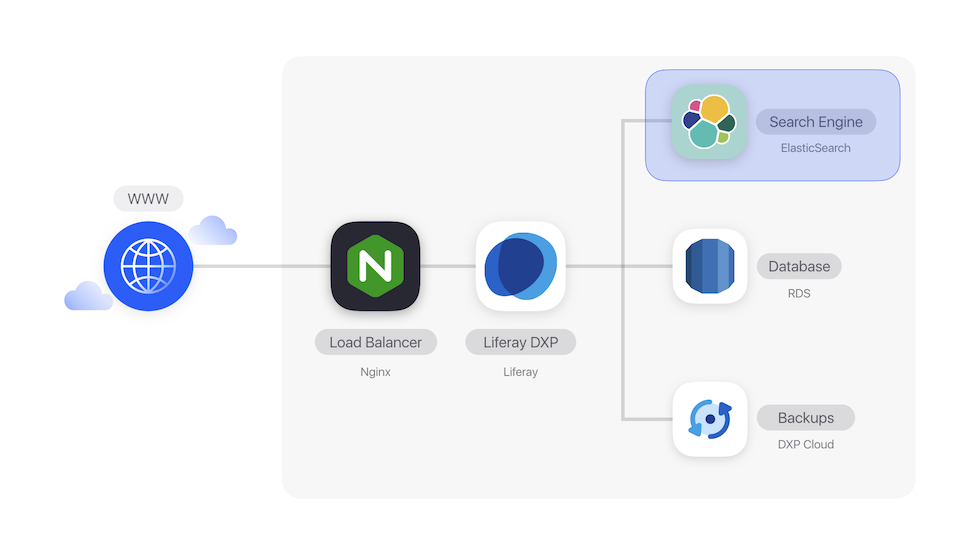 WWW
Load Balancer
Nginx
Liferay DXP
Liferay
Search Engine
ElasticSearch
Database
RDS
Backups
DXP Cloud